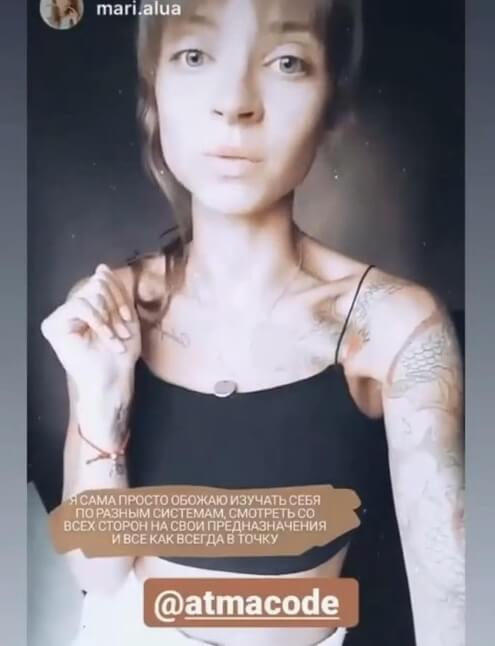 mari.alua
Я САМА ПРОСТО ОБОЖАЮ ИЗУЧАТЬ СЕБЯ
ПО РАЗНЫМ СИСТЕМАМ, СМОТРЕТЬ СО
ВСЕХ СТОРОН НА СВОИ ПРЕДНАЗНАЧЕНИЯ
И ВСЕ КАК ВСЕГДА В ТОЧКУ
@atmacode